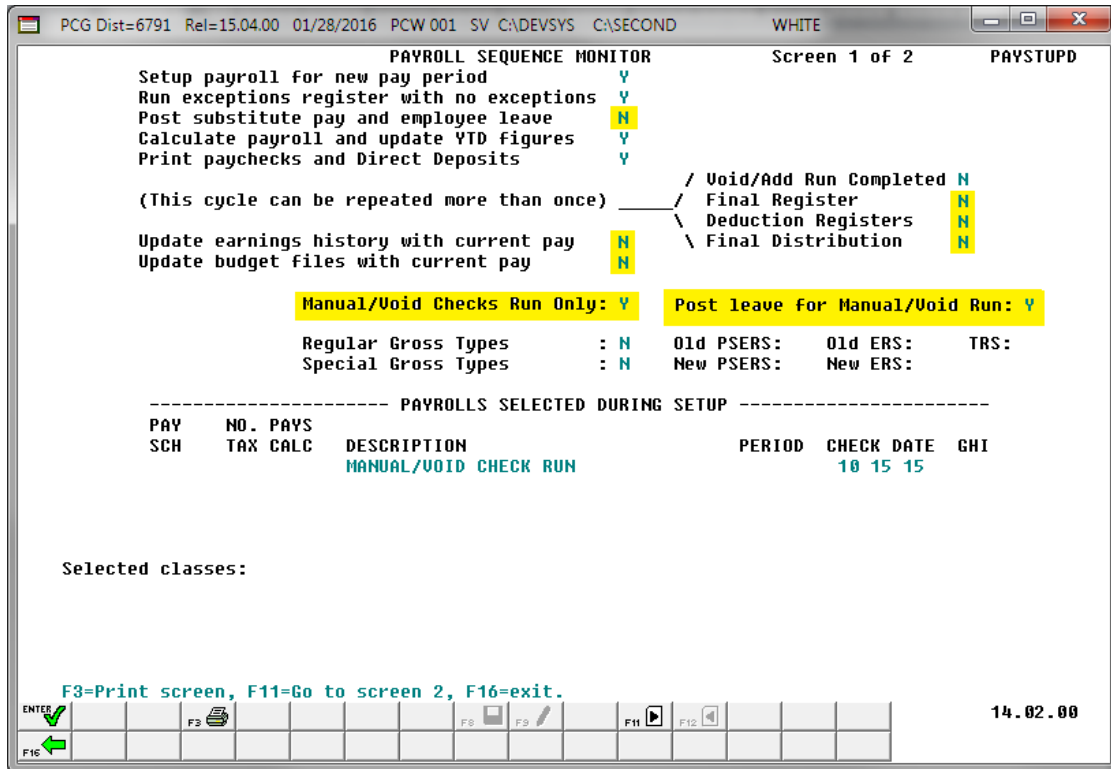 PCG Dist=6791 Rel=15.04.00 01/28/2016 PCW 001 SV C:\DEVSYS C:\SECOND WHITE
PAYROLL SEQUENCE MONITOR Screen 1 of 2 PAYSTUPD
Setup payroll for new pay period Y
Run exceptions register with no exceptions Y
Post substitute pay and employee leave N
Calculate payroll and update YTD figures Y
Print paychecks and Direct Deposits Y
/ Void/Add Run Completed N
(This cycle can be repeated more than once) _____/ Final Register N
\ Deduction Registers N
Update earnings history with current pay N \ Final Distribution N
Update budget files with current pay N
Manual/Void Checks Run Only: Y Post leave for Manual/Void Run: Y
Regular Gross Types : N Old PSERS: Old ERS: TRS:
Special Gross Types : N New PSERS: New ERS:
---------------------- PAYROLLS SELECTED DURING SETUP -----------------------
PAY NO. PAYS
SCH TAX CALC DESCRIPTION PERIOD CHECK DATE GHI
MANUAL/VOID CHECK RUN 10 15 15
Selected classes:
F3=Print screen, F11=Go to screen 2, F16=exit.
ENTER F3 F8 F9 F11 F12 14.02.00
F16